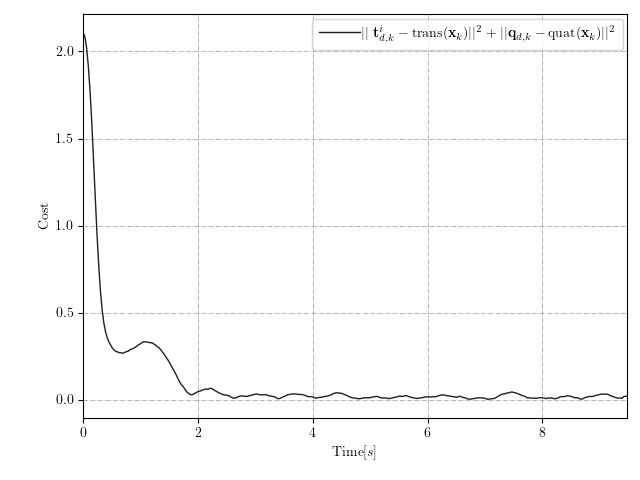 || t^i_{d,k} − trans(x_k)||^2 + ||q_{d,k} − quat(x_k)||^2
2.0
1.5
1.0
0.5
0.0
Cost
0 2 4 6 8
Time[s]